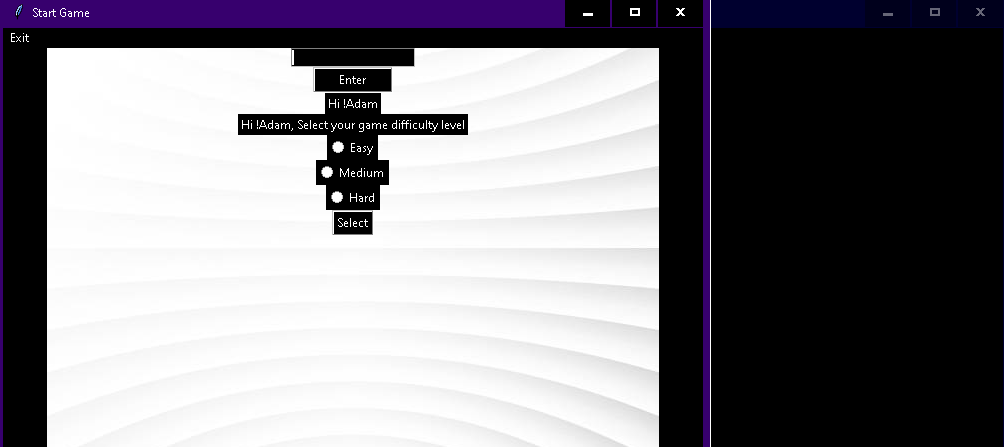 Start Game
Exit
Enter
Hi !Adam
Hi !Adam, Select your game difficulty level
Easy
Medium
Hard
Select